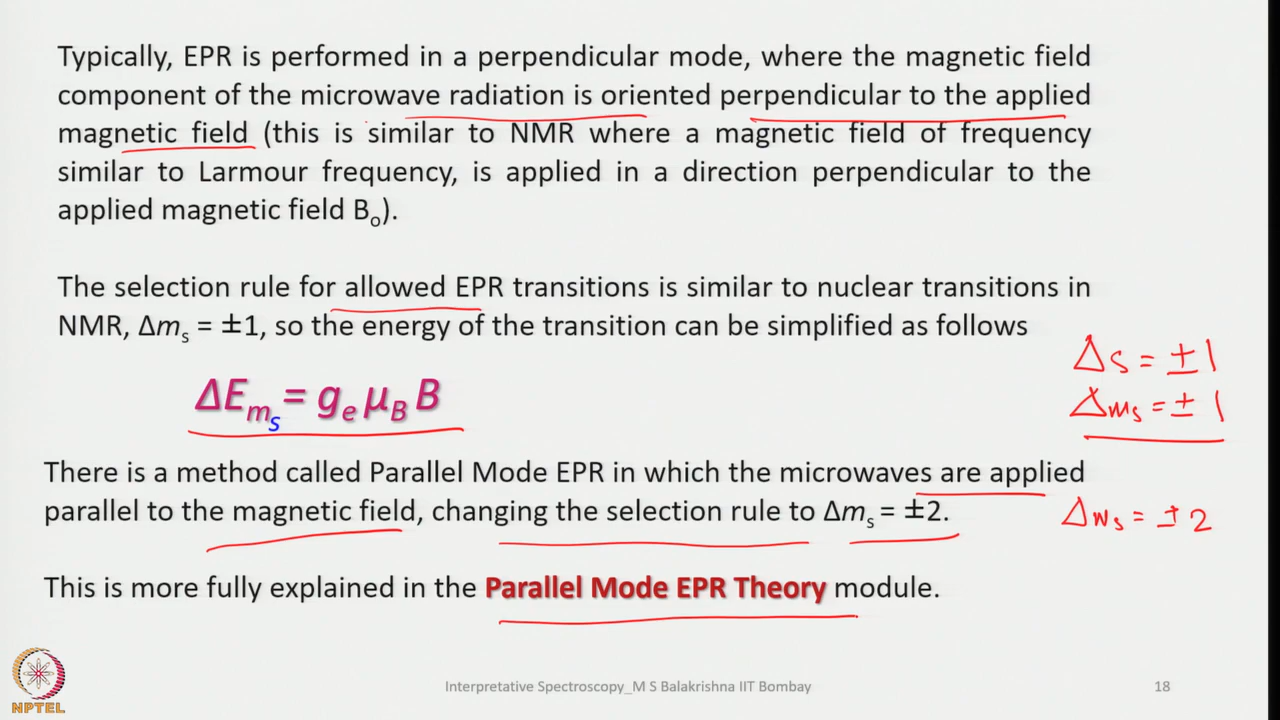 Typically, EPR is performed in a perpendicular mode, where the magnetic field
component of the microwave radiation is oriented perpendicular to the applied
magnetic field (this is similar to NMR where a magnetic field of frequency
similar to Larmour frequency, is applied in a direction perpendicular to the
applied magnetic field Bₒ).
The selection rule for allowed EPR transitions is similar to nuclear transitions in
NMR, Δmₛ = ±1, so the energy of the transition can be simplified as follows
Δs = ±1
ΔE_mₛ = gₑ μ_B B
Δmₛ = ± 1
There is a method called Parallel Mode EPR in which the microwaves are applied
parallel to the magnetic field, changing the selection rule to Δmₛ = ±2.
Δmₛ = ±2
This is more fully explained in the Parallel Mode EPR Theory module.
NPTEL
Interpretative Spectroscopy_M S Balakrishna IIT Bombay
18